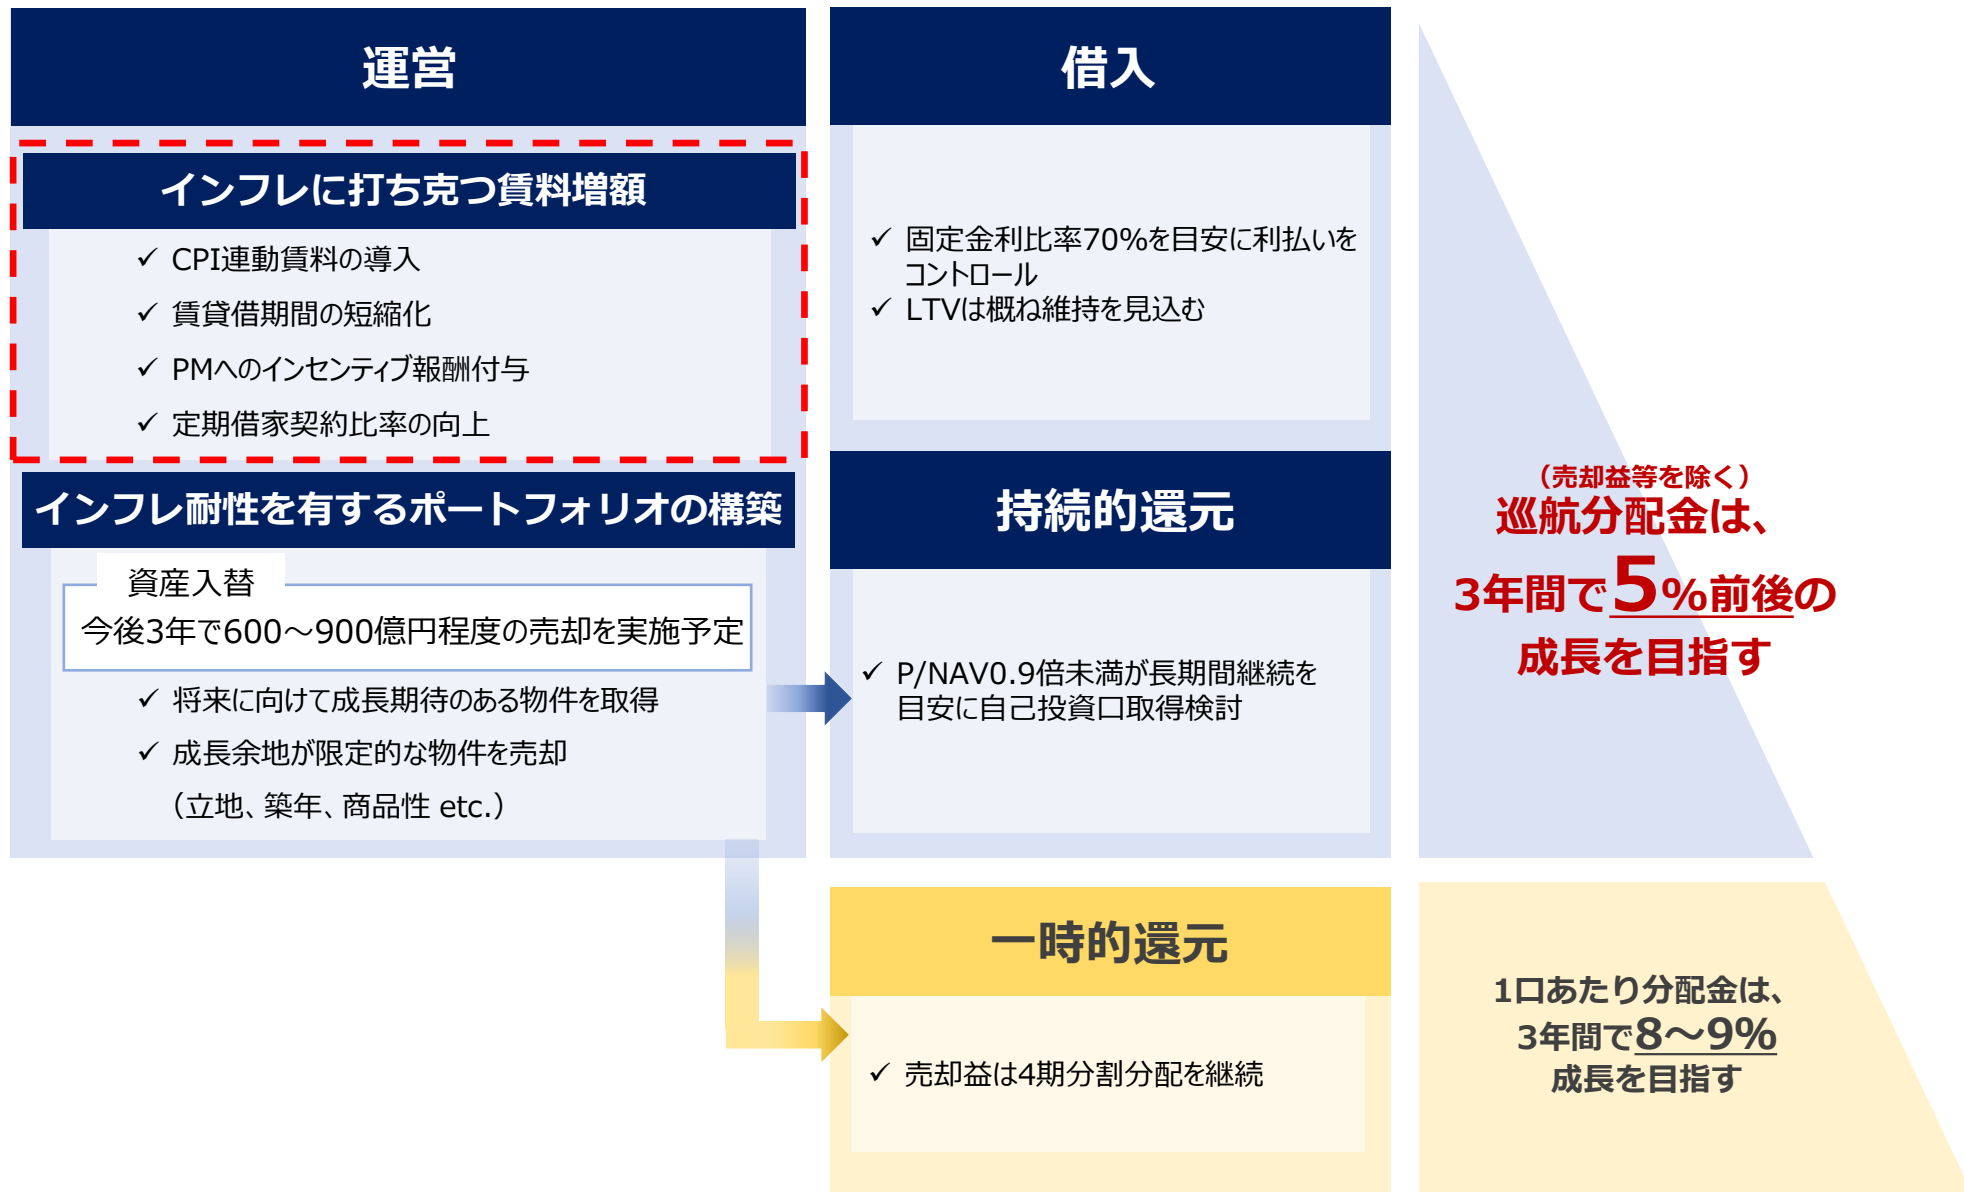 運営
インフレに打ち克つ賃料増額
✓ CPI連動賃料の導入
✓ 賃貸借期間の短縮化
✓ PMへのインセンティブ報酬付与
✓ 定期借家契約比率の向上
インフレ耐性を有するポートフォリオの構築
資産入替
今後3年で600～900億円程度の売却を実施予定
✓ 将来に向けて成長期待のある物件を取得
✓ 成長余地が限定的な物件を売却
（立地、築年、商品性 etc.）
借入
✓ 固定金利比率70%を目安に利払いを
コントロール
✓ LTVは概ね維持を見込む
持続的還元
✓ P/NAV0.9倍未満が長期間継続を
目安に自己投資口取得検討
一時的還元
✓ 売却益は4期分割分配を継続
（売却益等を除く）
巡航分配金は、
3年間で5%前後の
成長を目指す
1口あたり分配金は、
3年間で8～9%
成長を目指す